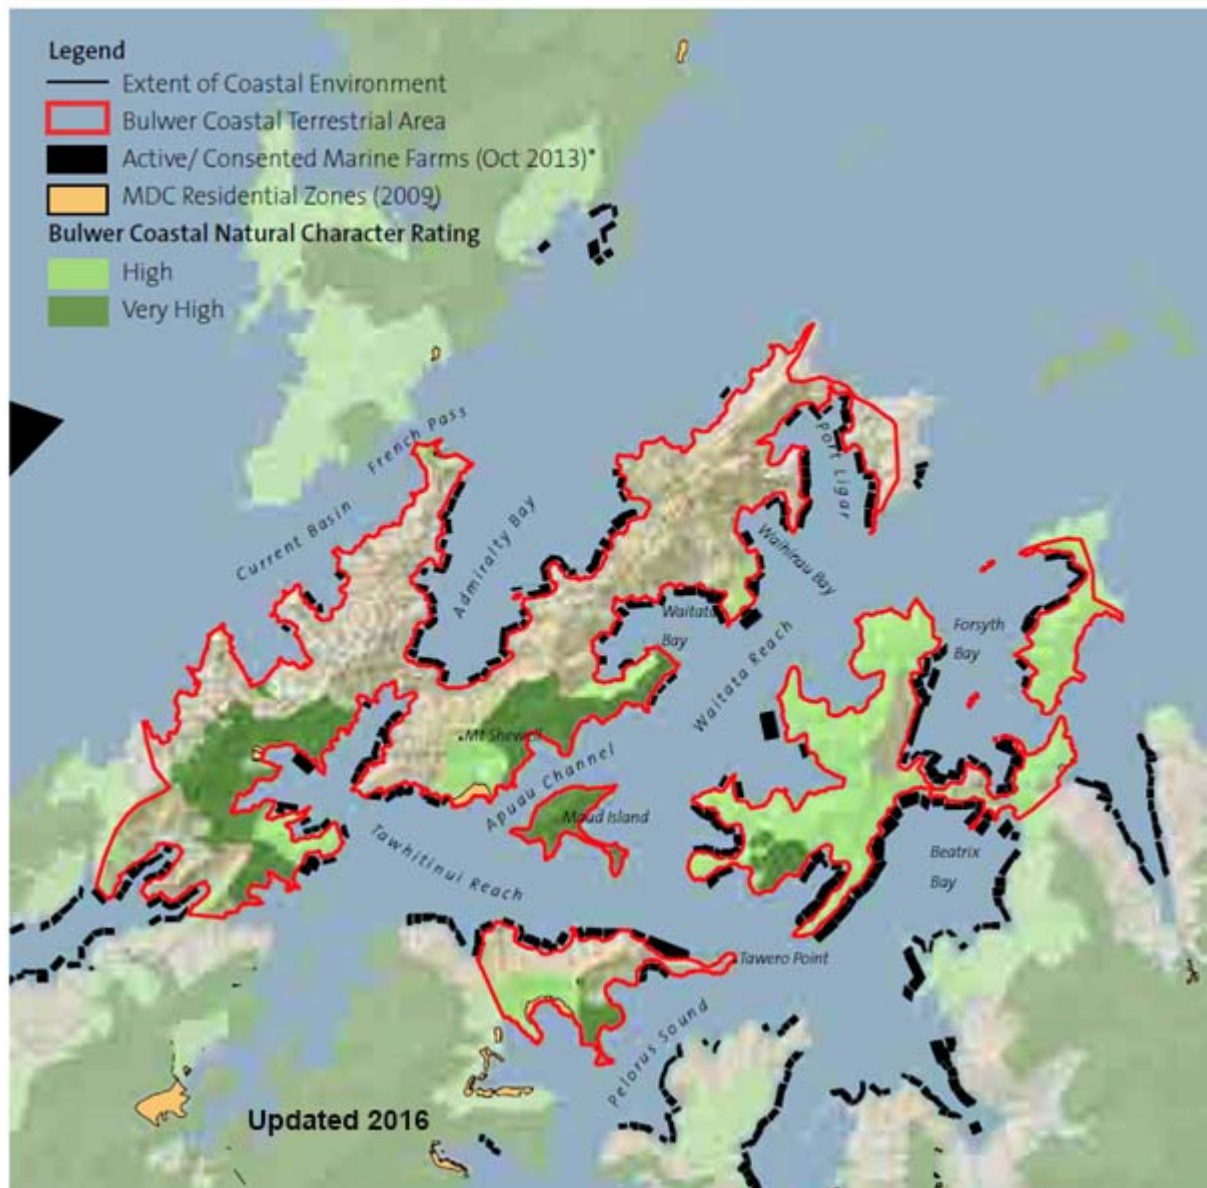 Legend
Extent of Coastal Environment
Bulwer Coastal Terrestrial Area
Active/ Consented Marine Farms (Oct 2013)*
MDC Residential Zones (2009)
Bulwer Coastal Natural Character Rating
High
Very High
French Pass
Current Basin
Admiralty Bay
Port Ligar
Waihinau Bay
Waitata
Bay
Waitata Reach
Forsyth
Bay
Mt Shewell
Apuau Channel
Maud Island
Tawhitinui Reach
Beatrix
Bay
Tawero Point
Pelorus Sound
Updated 2016